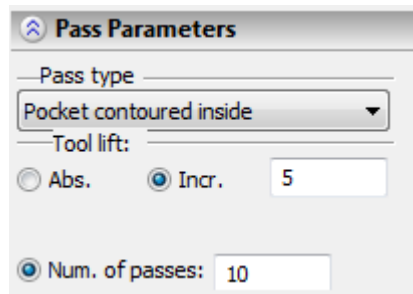 Pass Parameters
Pass type
Pocket contoured inside
Tool lift:
Abs. Incr. 5
Num. of passes: 10